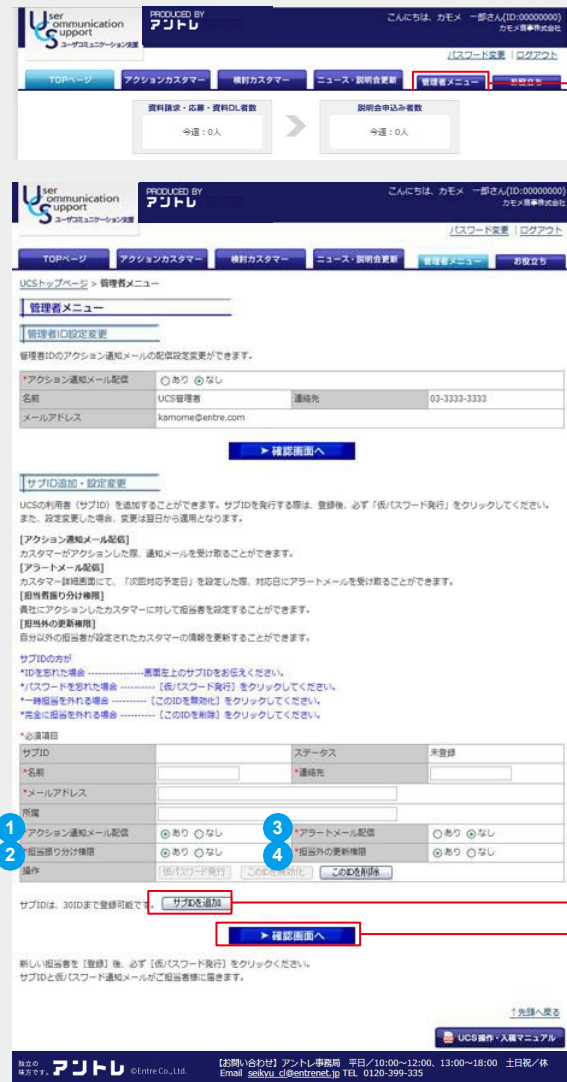 User Communication Support
ユーザコミュニケーション支援
PRODUCED BY
アントレ
こんにちは、カモメ 一郎さん(ID:00000000)
カモメ商事株式会社
パスワード変更 | ログアウト
TOPページ アクションカスタマー 検討カスタマー ニュース・説明会更新 管理者メニュー お役立ち
資料請求・応募・資料DL者数 説明会申込み者数
今週：0人 今週：0人
User Communication Support
ユーザコミュニケーション支援
PRODUCED BY
アントレ
こんにちは、カモメ 一郎さん(ID:00000000)
カモメ商事株式会社
パスワード変更 | ログアウト
TOPページ アクションカスタマー 検討カスタマー ニュース・説明会更新 管理者メニュー お役立ち
UCSトップページ > 管理者メニュー
管理者メニュー
管理者ID設定変更
管理者IDのアクション通知メールの配信設定変更ができます。
*アクション通知メール配信 あり なし
名前 UCS管理者 連絡先 03-3333-3333
メールアドレス kamome@entre.com
確認画面へ
サブID追加・設定変更
UCSの利用者（サブID）を追加することができます。サブIDを発行する際は、登録後、必ず「仮パスワード発行」をクリックしてください。
また、設定変更した場合、変更は翌日から適用となります。
[アクション通知メール配信]
カスタマーがアクションした際、通知メールを受け取ることができます。
[アラートメール配信]
カスタマー詳細画面にて、「次回対応予定日」を設定した際、対応日にアラートメールを受け取ることができます。
[担当者振り分け権限]
貴社にアクションしたカスタマーに対して担当者を設定することができます。
[担当外の更新権限]
自分以外の担当者が設定されたカスタマーの情報を更新することができます。
サブIDの方が
*IDを忘れた場合 ---------------画面左上のサブIDをお伝えください。
*パスワードを忘れた場合 ---------- [仮パスワード発行] をクリックしてください。
*一時担当を外れる場合 ---------- [このIDを無効化] をクリックしてください。
*完全に担当を外れる場合 ---------- [このIDを削除] をクリックしてください。
*必須項目
サブID ステータス 未登録
*名前 *連絡先
*メールアドレス
所属
1 *アクション通知メール配信 あり なし 3 *アラートメール配信 あり なし
2 *担当振り分け権限 あり なし 4 *担当外の更新権限 あり なし
操作 仮パスワード発行 このIDを無効化 このIDを削除
サブIDは、30IDまで登録可能です。 サブIDを追加
確認画面へ
新しい担当者を [登録] 後、必ず [仮パスワード発行] をクリックください。
サブIDと仮パスワード通知メールがご担当者様に届きます。
↑先頭へ戻る
UCS操作・入稿マニュアル
独立の味方です。 アントレ ©Entre Co., Ltd.
【お問い合わせ】アントレ事務局 平日／10:00~12:00、13:00~18:00 土日祝／休
Email seikyu_cl@entrenet.jp TEL 0120-399-335